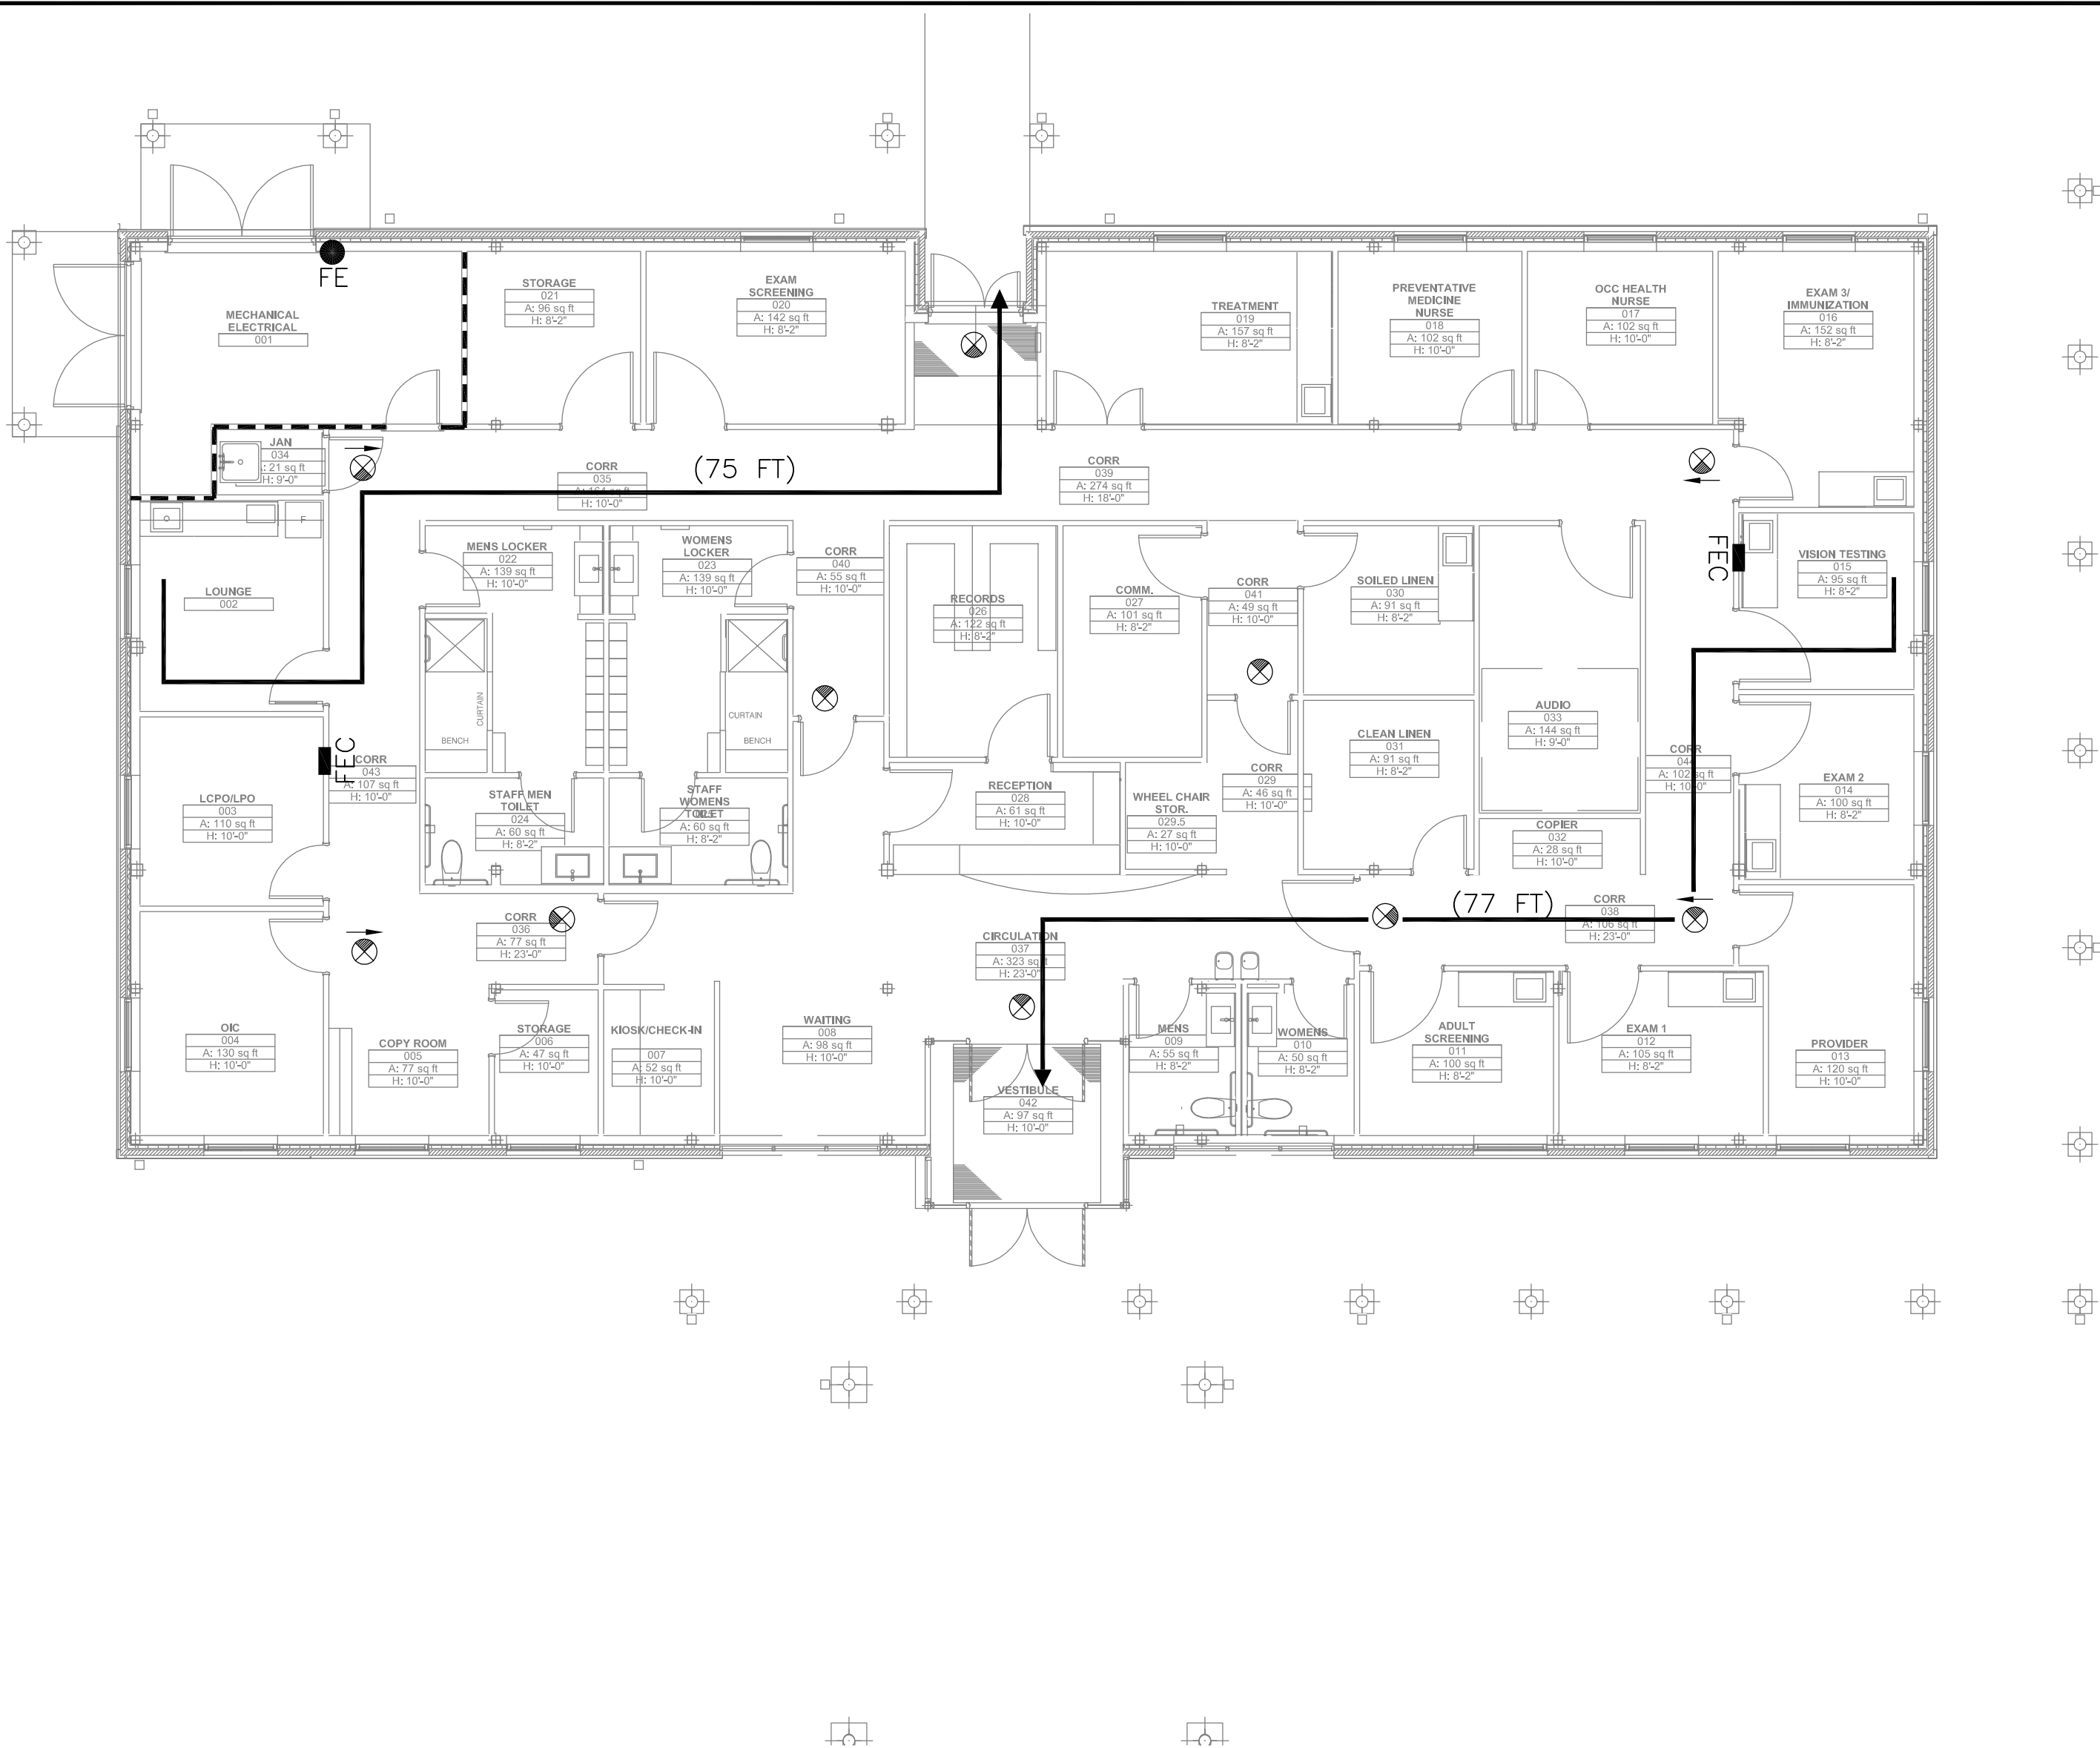 FE
MECHANICAL
ELECTRICAL
001
STORAGE
021
A: 96 sq ft
H: 8'-2"
EXAM
SCREENING
020
A: 142 sq ft
H: 8'-2"
TREATMENT
019
A: 157 sq ft
H: 8'-2"
PREVENTATIVE
MEDICINE
NURSE
018
A: 102 sq ft
H: 10'-0"
OCC HEALTH
NURSE
017
A: 102 sq ft
H: 10'-0"
EXAM 3/
IMMUNIZATION
016
A: 152 sq ft
H: 8'-2"
JAN
034
: 21 sq ft
H: 9'-0"
CORR
035
A: 164 sq ft
H: 10'-0"
(75 FT)
CORR
039
A: 274 sq ft
H: 18'-0"
F
LOUNGE
002
MENS LOCKER
022
A: 139 sq ft
H: 10'-0"
WOMENS
LOCKER
023
A: 139 sq ft
H: 10'-0"
CORR
040
A: 55 sq ft
H: 10'-0"
RECORDS
026
A: 122 sq ft
H: 8'-2"
COMM.
027
A: 101 sq ft
H: 8'-2"
CORR
041
A: 49 sq ft
H: 10'-0"
SOILED LINEN
030
A: 91 sq ft
H: 8'-2"
FEC
VISION TESTING
015
A: 95 sq ft
H: 8'-2"
CURTAIN
BENCH
CURTAIN
BENCH
AUDIO
033
A: 144 sq ft
H: 9'-0"
CLEAN LINEN
031
A: 91 sq ft
H: 8'-2"
FEC
CORR
043
A: 107 sq ft
H: 10'-0"
LCPO/LPO
003
A: 110 sq ft
H: 10'-0"
STAFF MEN
TOILET
024
A: 60 sq ft
H: 8'-2"
STAFF
WOMENS
TOILET
A: 60 sq ft
H: 8'-2"
RECEPTION
028
A: 61 sq ft
H: 10'-0"
WHEEL CHAIR
STOR.
029.5
A: 27 sq ft
H: 10'-0"
CORR
029
A: 46 sq ft
H: 10'-0"
COPIER
032
A: 28 sq ft
H: 10'-0"
CORR
A: 102 sq ft
H: 10'-0"
EXAM 2
014
A: 100 sq ft
H: 8'-2"
CORR
036
A: 77 sq ft
H: 23'-0"
CIRCULATION
037
A: 323 sq ft
H: 23'-0"
(77 FT)
CORR
038
A: 106 sq ft
H: 23'-0"
OIC
004
A: 130 sq ft
H: 10'-0"
COPY ROOM
005
A: 77 sq ft
H: 10'-0"
STORAGE
006
A: 47 sq ft
H: 10'-0"
KIOSK/CHECK-IN
007
A: 52 sq ft
H: 10'-0"
WAITING
008
A: 98 sq ft
H: 10'-0"
VESTIBULE
042
A: 97 sq ft
H: 10'-0"
MENS
009
A: 55 sq ft
H: 8'-2"
WOMENS
010
A: 50 sq ft
H: 8'-2"
ADULT
SCREENING
011
A: 100 sq ft
H: 8'-2"
EXAM 1
012
A: 105 sq ft
H: 8'-2"
PROVIDER
013
A: 120 sq ft
H: 10'-0"